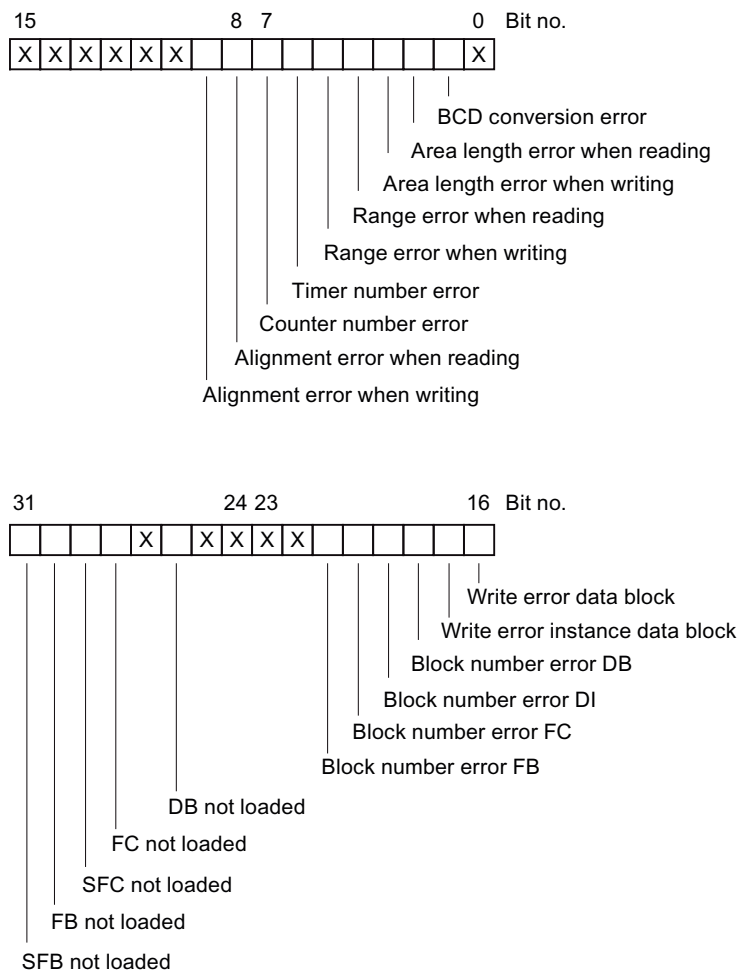 15 8 7 0 Bit no.
X X X X X X X
BCD conversion error
Area length error when reading
Area length error when writing
Range error when reading
Range error when writing
Timer number error
Counter number error
Alignment error when reading
Alignment error when writing
31 24 23 16 Bit no.
X X X X X
Write error data block
Write error instance data block
Block number error DB
Block number error DI
Block number error FC
Block number error FB
DB not loaded
FC not loaded
SFC not loaded
FB not loaded
SFB not loaded